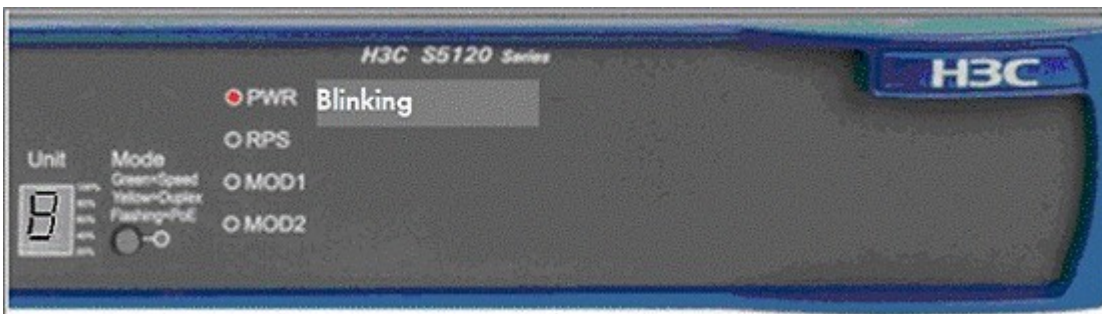 H3C S5120 Series
H3C
PWR Blinking
RPS
MOD1
MOD2
Unit
Mode
Green=Speed
Yellow=Duplex
Flashing=PoE